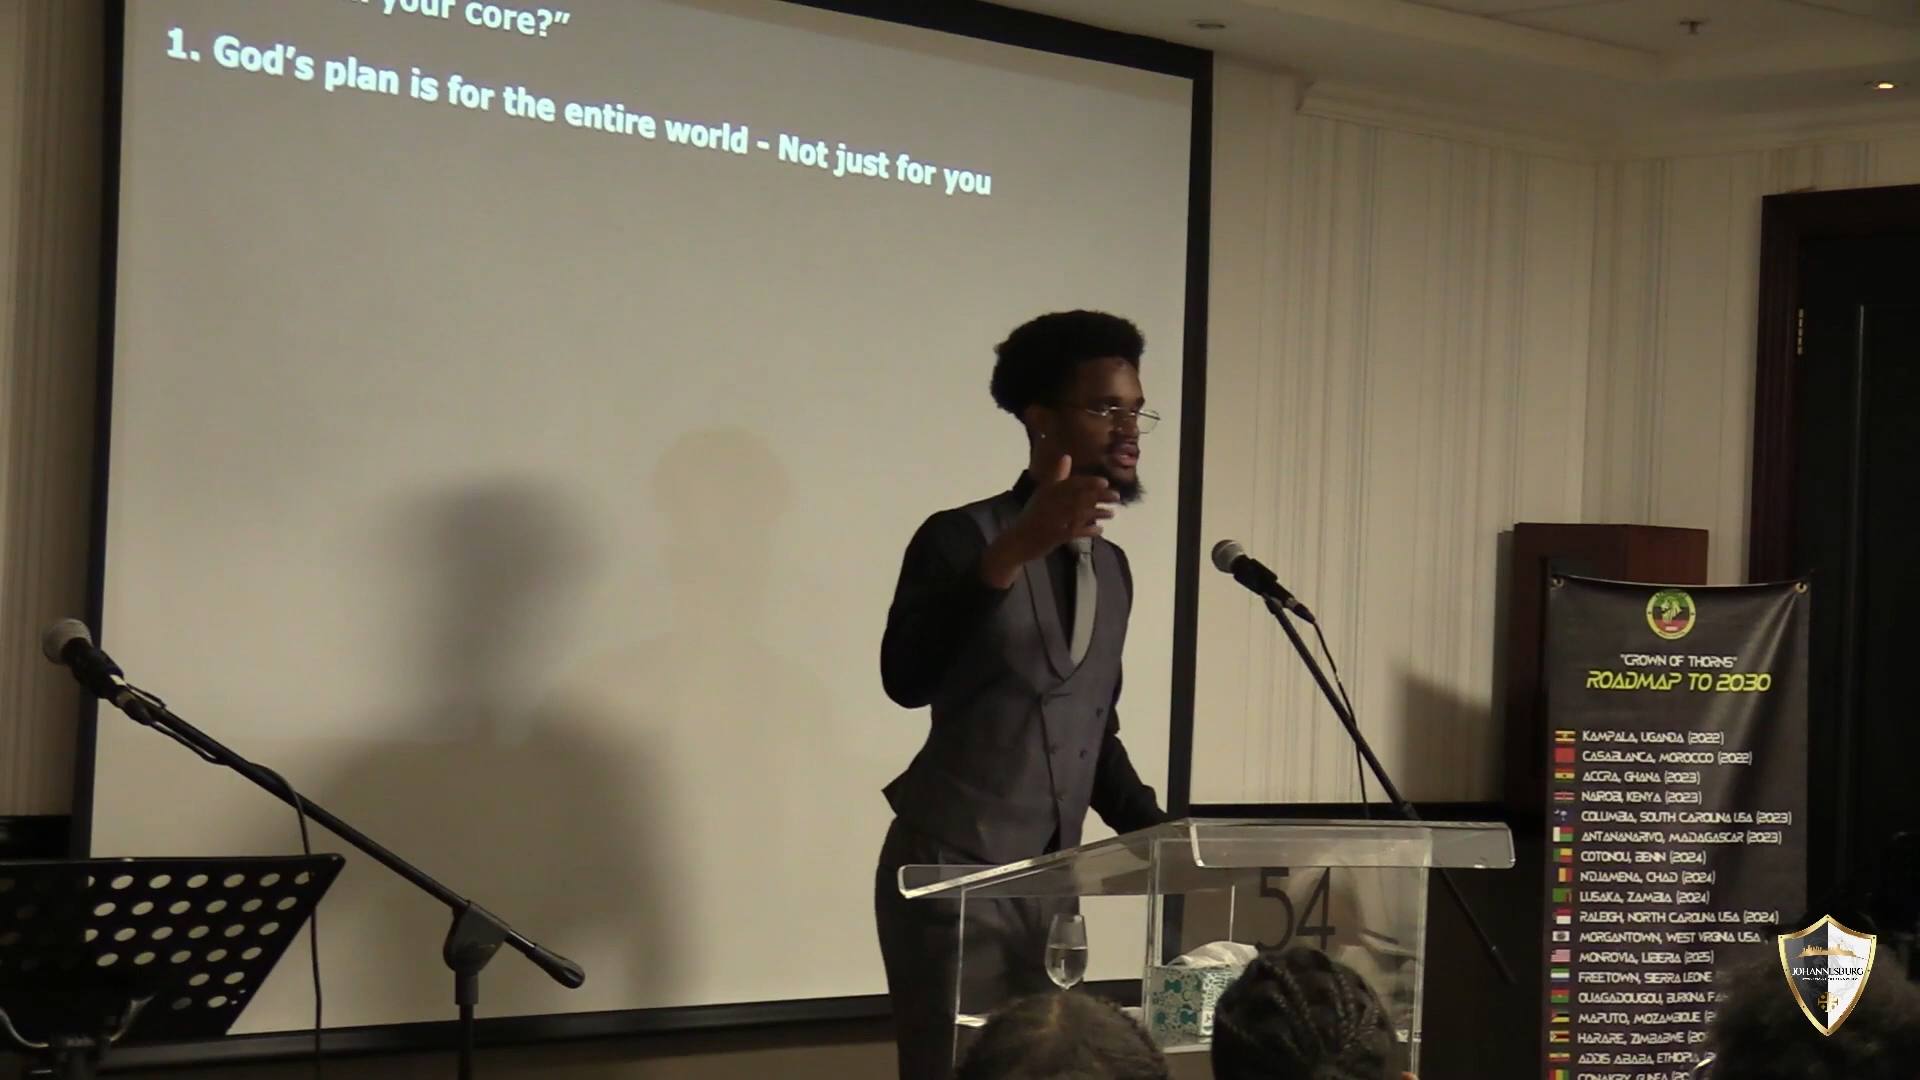 your core?”
1. God’s plan is for the entire world - Not just for you
54
"CROWN OF THORNS"
ROADMAP TO 2030
KAMPALA, UGANDA (2022)
CASABLANCA, MOROCCO (2022)
ACCRA, GHANA (2023)
NAIROBI, KENYA (2023)
COLUMBIA, SOUTH CAROLINA USA (2023)
ANTANANARIVO, MADAGASCAR (2023)
COTONOU, BENIN (2024)
N'DJAMENA, CHAD (2024)
LUSAKA, ZAMBIA (2024)
RALEIGH, NORTH CAROLINA USA (2024)
MORGANTOWN, WEST VIRGINIA USA
MONROVIA, LIBERIA (2025)
FREETOWN, SIERRA LEONE
OUAGADOUGOU, BURKINA
MAPUTO, MOZAMBIQUE
HARARE, ZIMBABWE
ADDIS ABABA, ETHIOPIA
CONAKRY, GUINEA
JOHANNESBURG